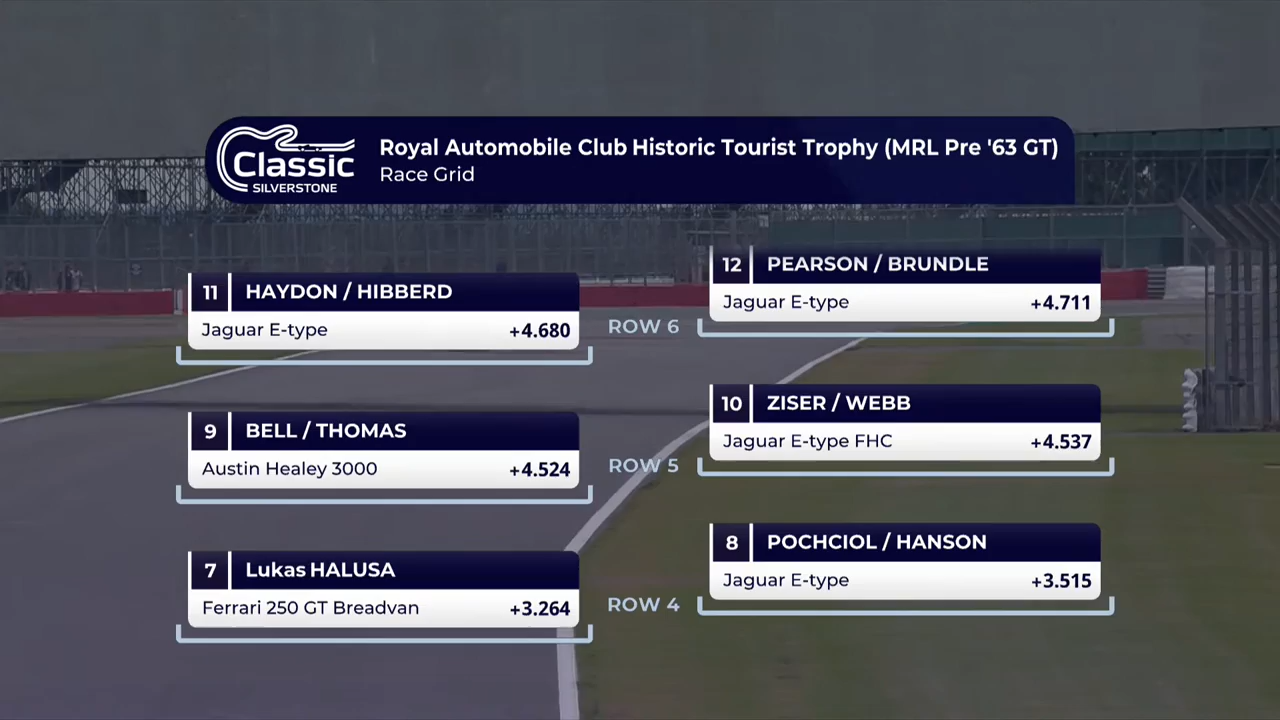 Classic
SILVERSTONE
Royal Automobile Club Historic Tourist Trophy (MRL Pre '63 GT)
Race Grid
12 PEARSON / BRUNDLE
Jaguar E-type +4.711
11 HAYDON / HIBBERD
Jaguar E-type +4.680
ROW 6
10 ZISER / WEBB
Jaguar E-type FHC +4.537
9 BELL / THOMAS
Austin Healey 3000 +4.524
ROW 5
8 POCHCIOL / HANSON
Jaguar E-type +3.515
7 Lukas HALUSA
Ferrari 250 GT Breadvan +3.264
ROW 4